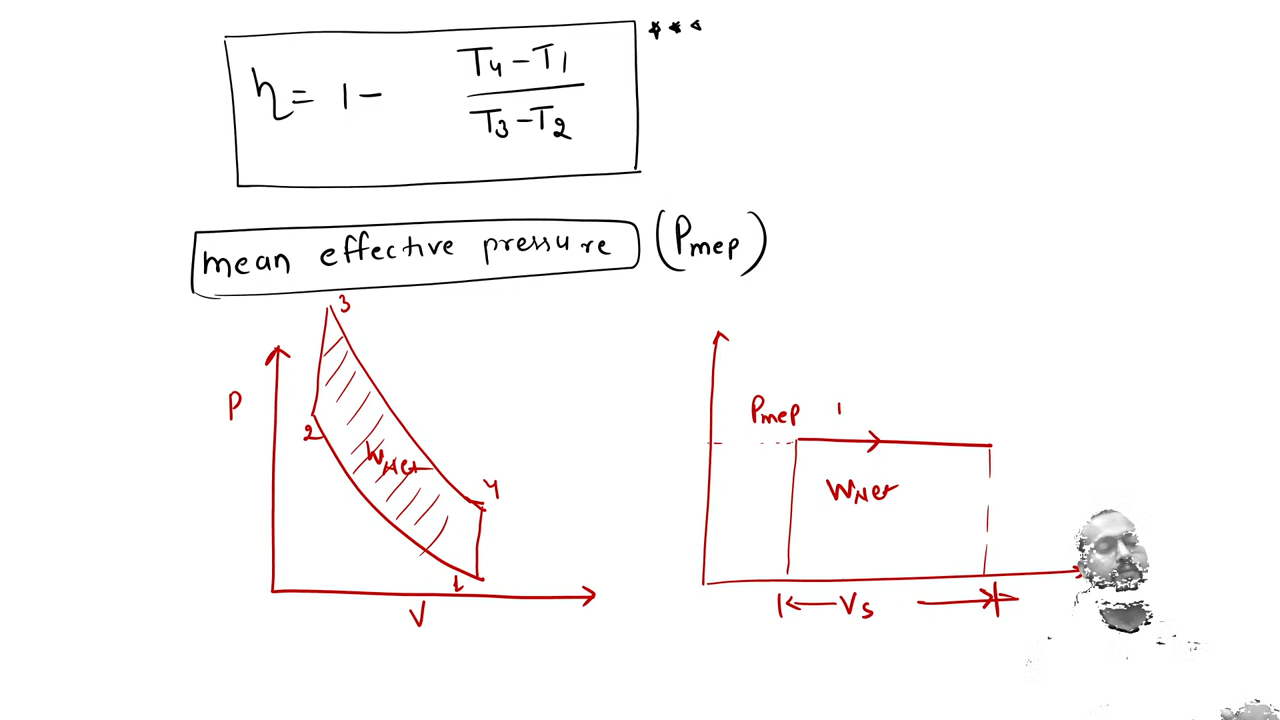 η = 1 - (T4 - T1) / (T3 - T2) ***
mean effective pressure (Pmep)
3
P
2
WNet
4
1
V
Pmep
WNet
Vs